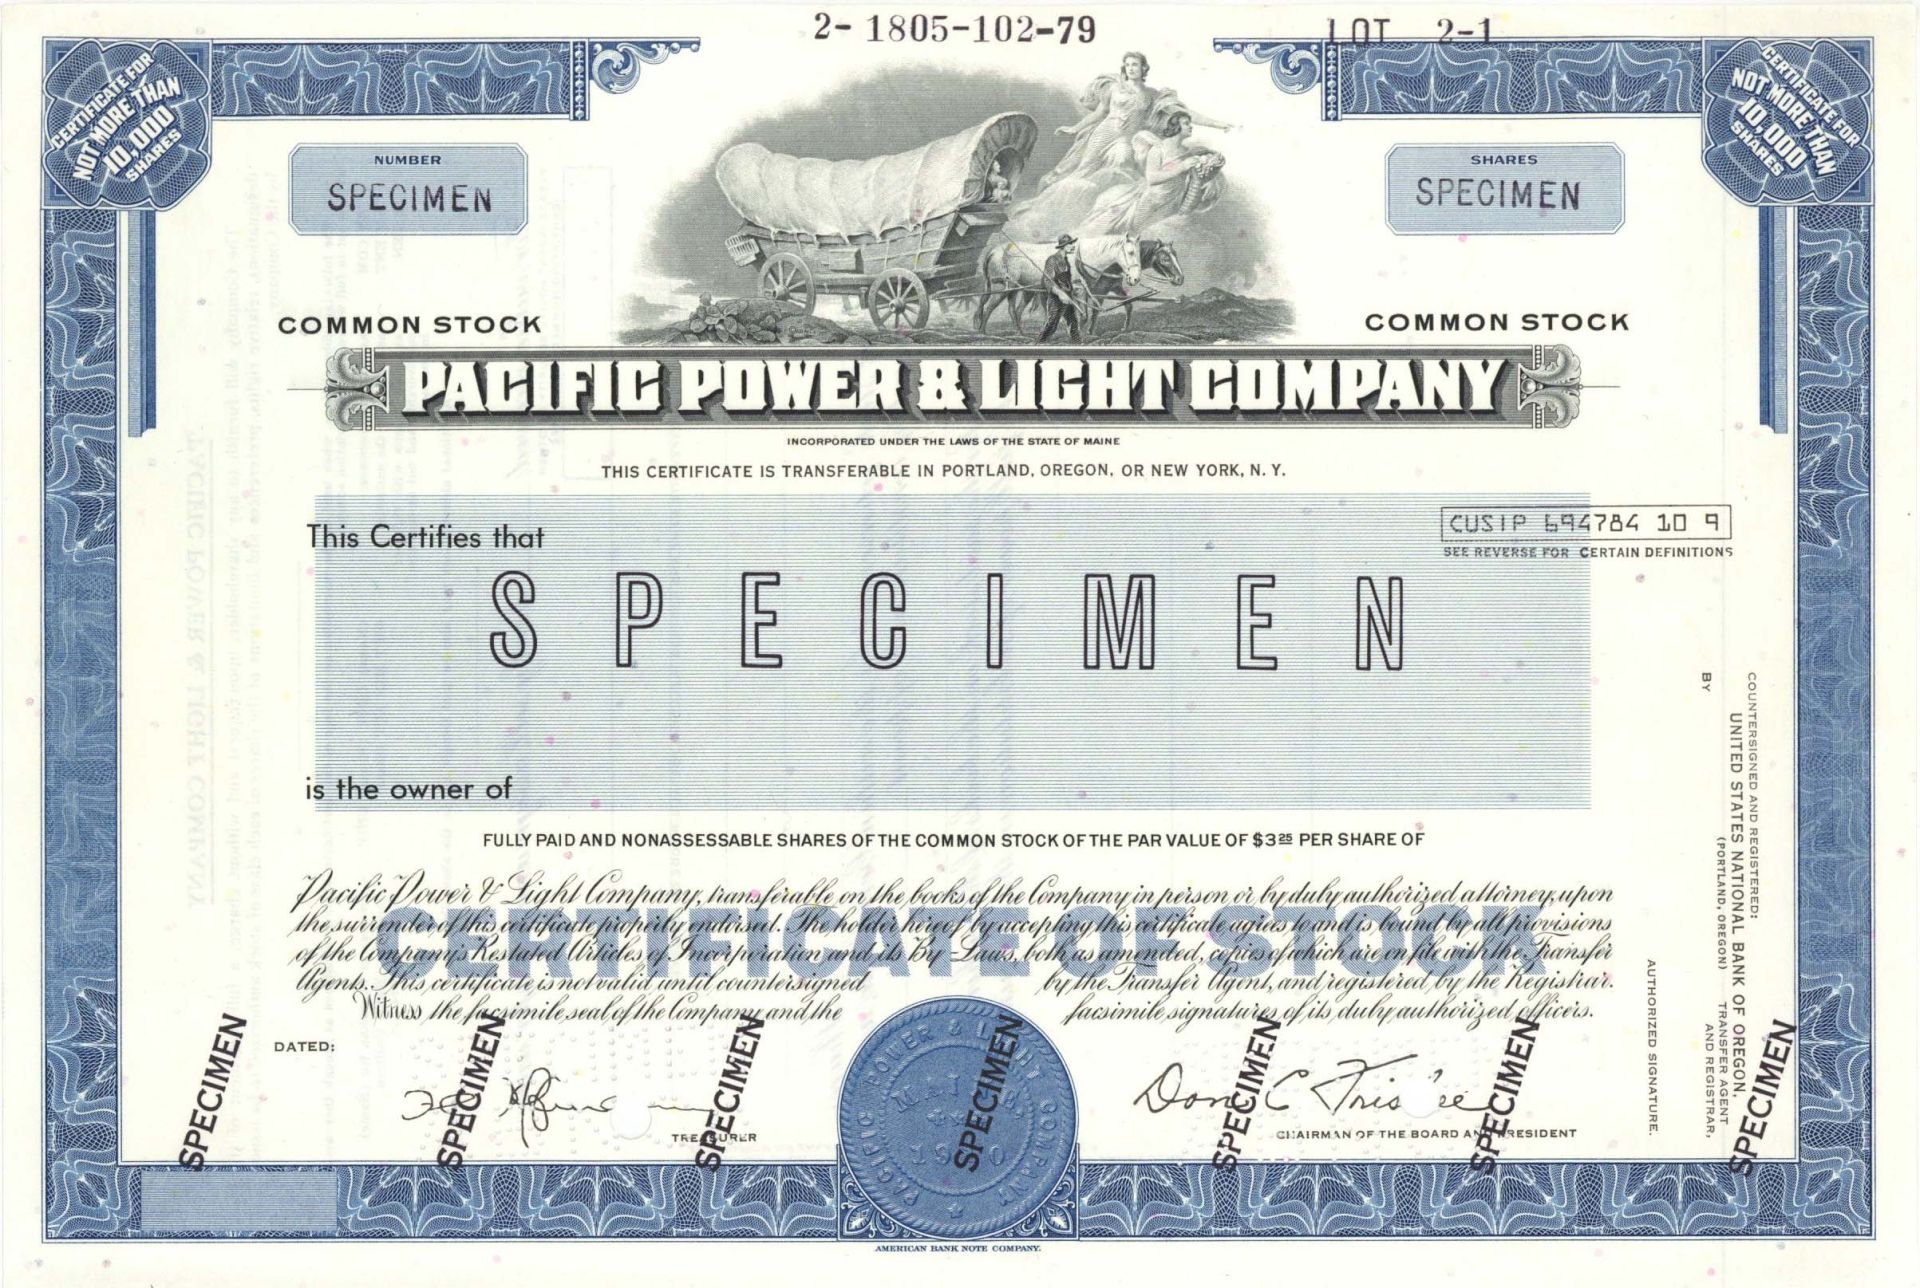 2- 1805-102-79
LOT 2-1
CERTIFICATE FOR
NOT MORE THAN
10,000
SHARES
CERTIFICATE FOR
NOT MORE THAN
10,000
SHARES
NUMBER
SPECIMEN
SHARES
SPECIMEN
COMMON STOCK
COMMON STOCK
PACIFIC POWER & LIGHT COMPANY
INCORPORATED UNDER THE LAWS OF THE STATE OF MAINE
THIS CERTIFICATE IS TRANSFERABLE IN PORTLAND, OREGON, OR NEW YORK, N. Y.
This Certifies that
CUSIP 694784 10 9
SEE REVERSE FOR CERTAIN DEFINITIONS
SPECIMEN
is the owner of
FULLY PAID AND NONASSESSABLE SHARES OF THE COMMON STOCK OF THE PAR VALUE OF $3 25 PER SHARE OF
CERTIFICATE OF STOCK
Pacific Power & Light Company, transferable on the books of the Company in person or by duly authorized attorney, upon
the surrender of this certificate properly endorsed. The holder hereof by accepting this certificate agrees to and is bound by all provisions
of the Company's Restated Articles of Incorporation and its By-Laws, both as amended, copies of which are on file with the Transfer
Agents. This certificate is not valid until countersigned by the Transfer Agent, and registered by the Registrar.
Witness the facsimile seal of the Company and the facsimile signatures of its duly authorized officers.
DATED:
TREASURER
PACIFIC POWER & LIGHT COMPANY
MAINE
1910
Don C Frisbee
CHAIRMAN OF THE BOARD AND PRESIDENT
SPECIMEN
SPECIMEN
SPECIMEN
SPECIMEN
SPECIMEN
SPECIMEN
SPECIMEN
COUNTERSIGNED AND REGISTERED:
UNITED STATES NATIONAL BANK OF OREGON,
(PORTLAND, OREGON) TRANSFER AGENT
AND REGISTRAR,
BY
AUTHORIZED SIGNATURE.
AMERICAN BANK NOTE COMPANY.